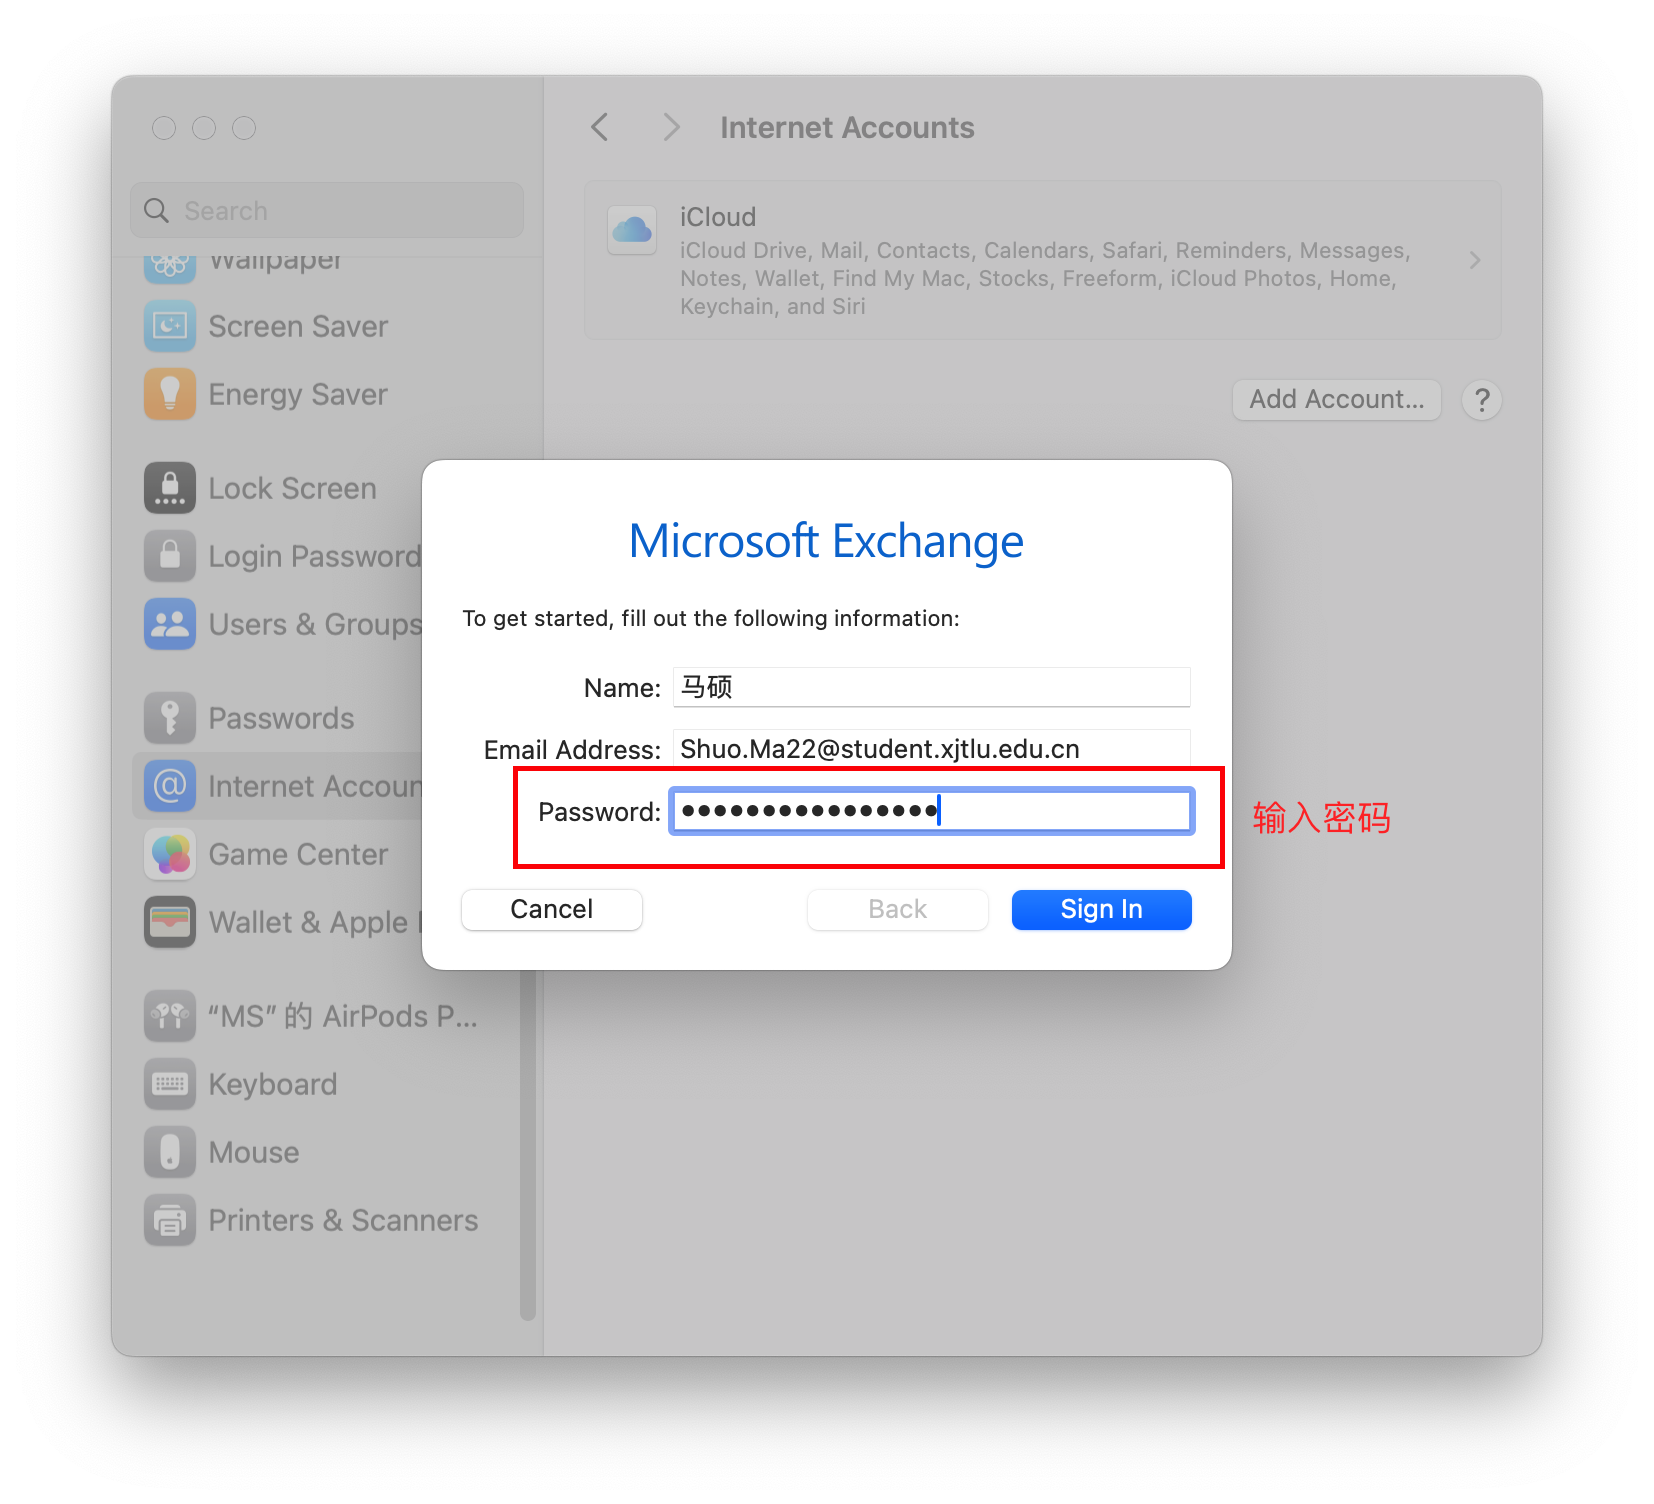 Internet Accounts
Search
iCloud
iCloud Drive, Mail, Contacts, Calendars, Safari, Reminders, Messages,
Notes, Wallet, Find My Mac, Stocks, Freeform, iCloud Photos, Home,
Keychain, and Siri
Add Account...
?
Wallpaper
Screen Saver
Energy Saver
Lock Screen
Login Password
Users & Groups
Passwords
Internet Accoun
Game Center
Wallet & Apple
“MS” 的 AirPods P...
Keyboard
Mouse
Printers & Scanners
Microsoft Exchange
To get started, fill out the following information:
Name: 马硕
Email Address: Shuo.Ma22@student.xjtlu.edu.cn
Password: ●●●●●●●●●●●●●●●●
输入密码
Cancel
Back
Sign In